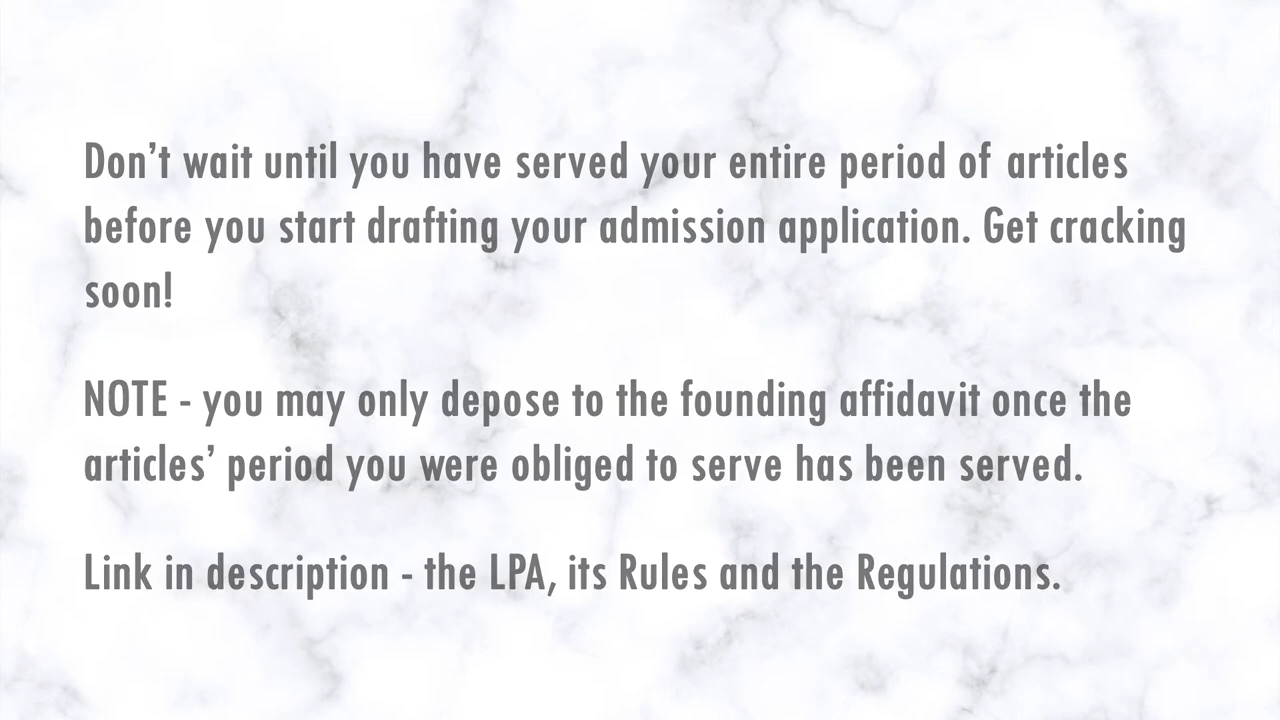 Don’t wait until you have served your entire period of articles
before you start drafting your admission application. Get cracking
soon!
NOTE - you may only depose to the founding affidavit once the
articles’ period you were obliged to serve has been served.
Link in description - the LPA, its Rules and the Regulations.